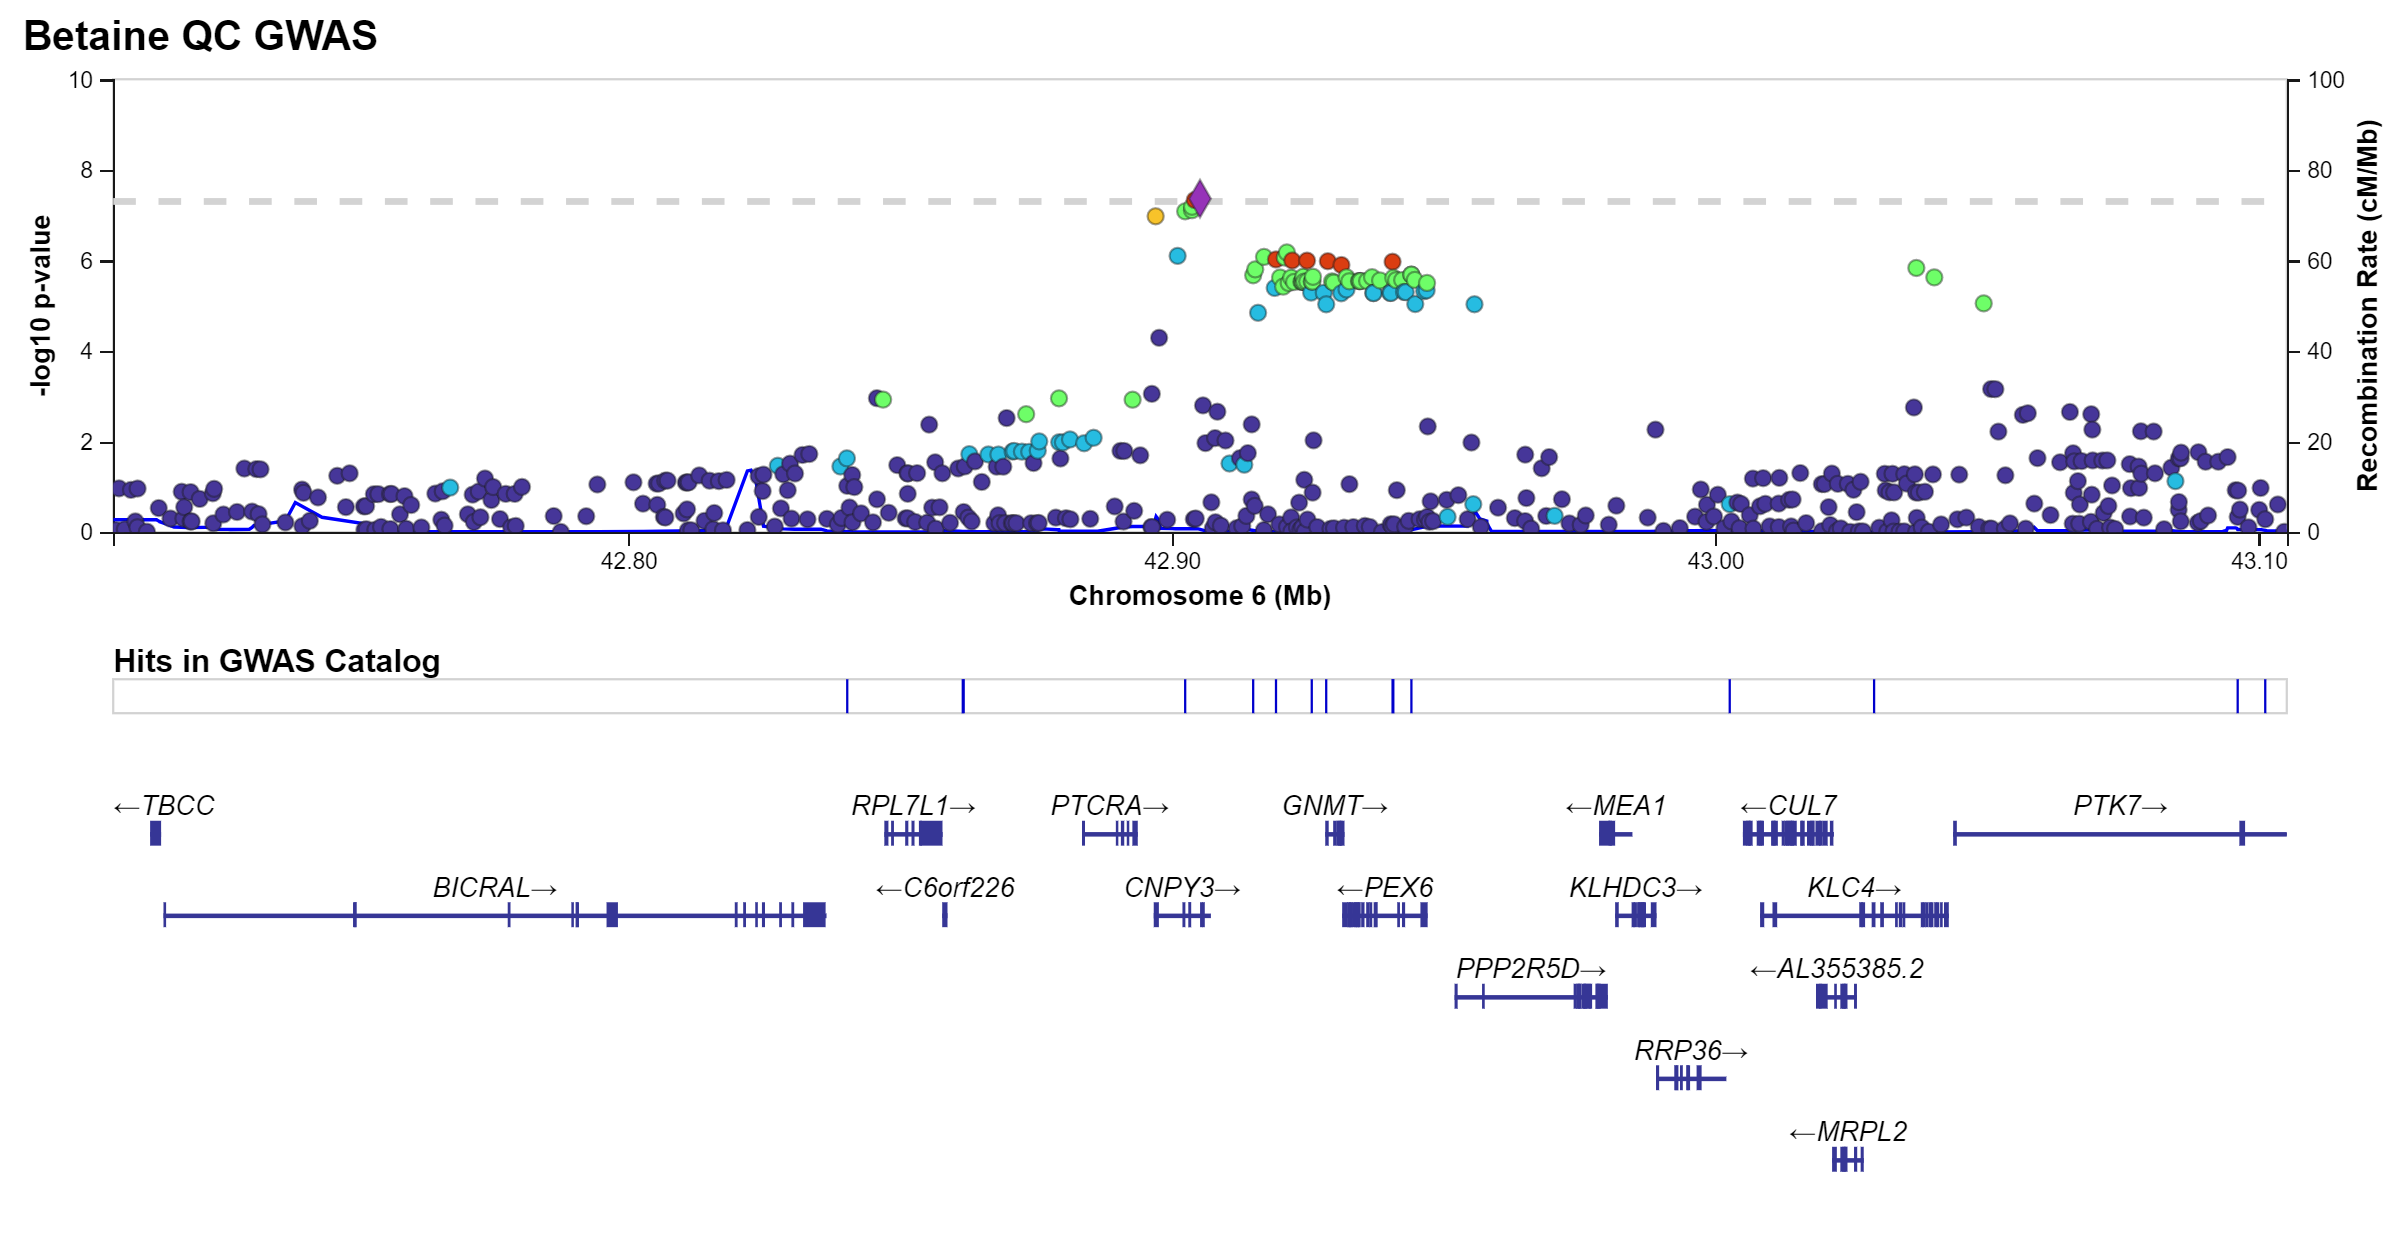 Betaine QC GWAS
10
8
6
4
2
0
-log10 p-value
100
80
60
40
20
0
Recombination Rate (cM/Mb)
42.80 42.90 43.00 43.10
Chromosome 6 (Mb)
Hits in GWAS Catalog
←TBCC RPL7L1→ PTCRA→ GNMT→ ←MEA1 ←CUL7 PTK7→
BICRAL→ ←C6orf226 CNPY3→ ←PEX6 KLHDC3→ KLC4→
PPP2R5D→ ←AL355385.2
RRP36→
←MRPL2